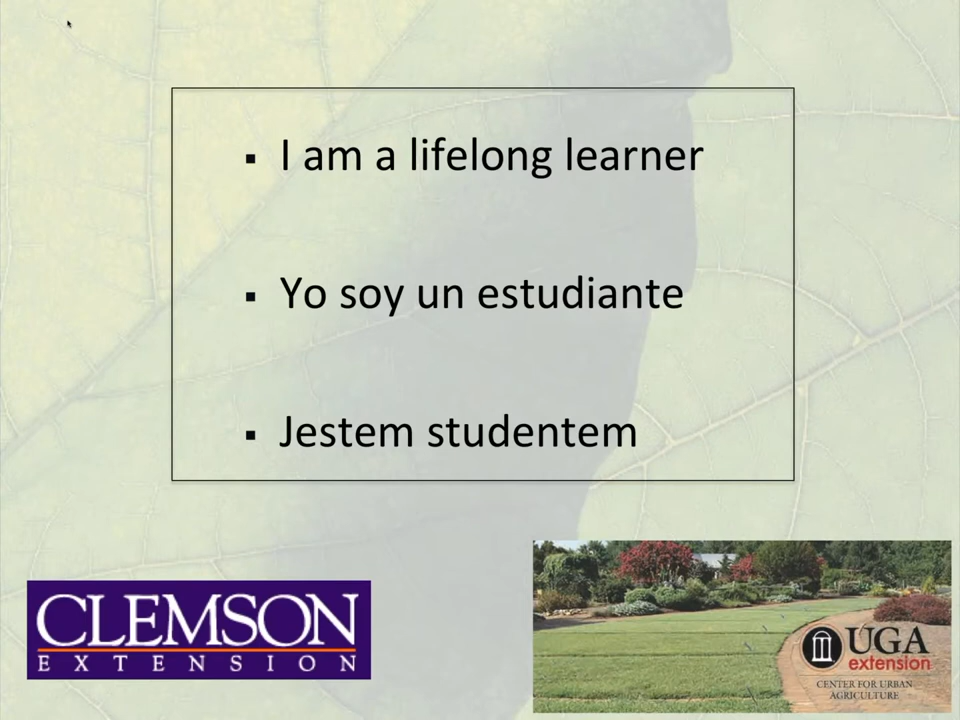 ▪ I am a lifelong learner
▪ Yo soy un estudiante
▪ Jestem studentem
CLEMSON
EXTENSION
UGA
extension
CENTER FOR URBAN
AGRICULTURE